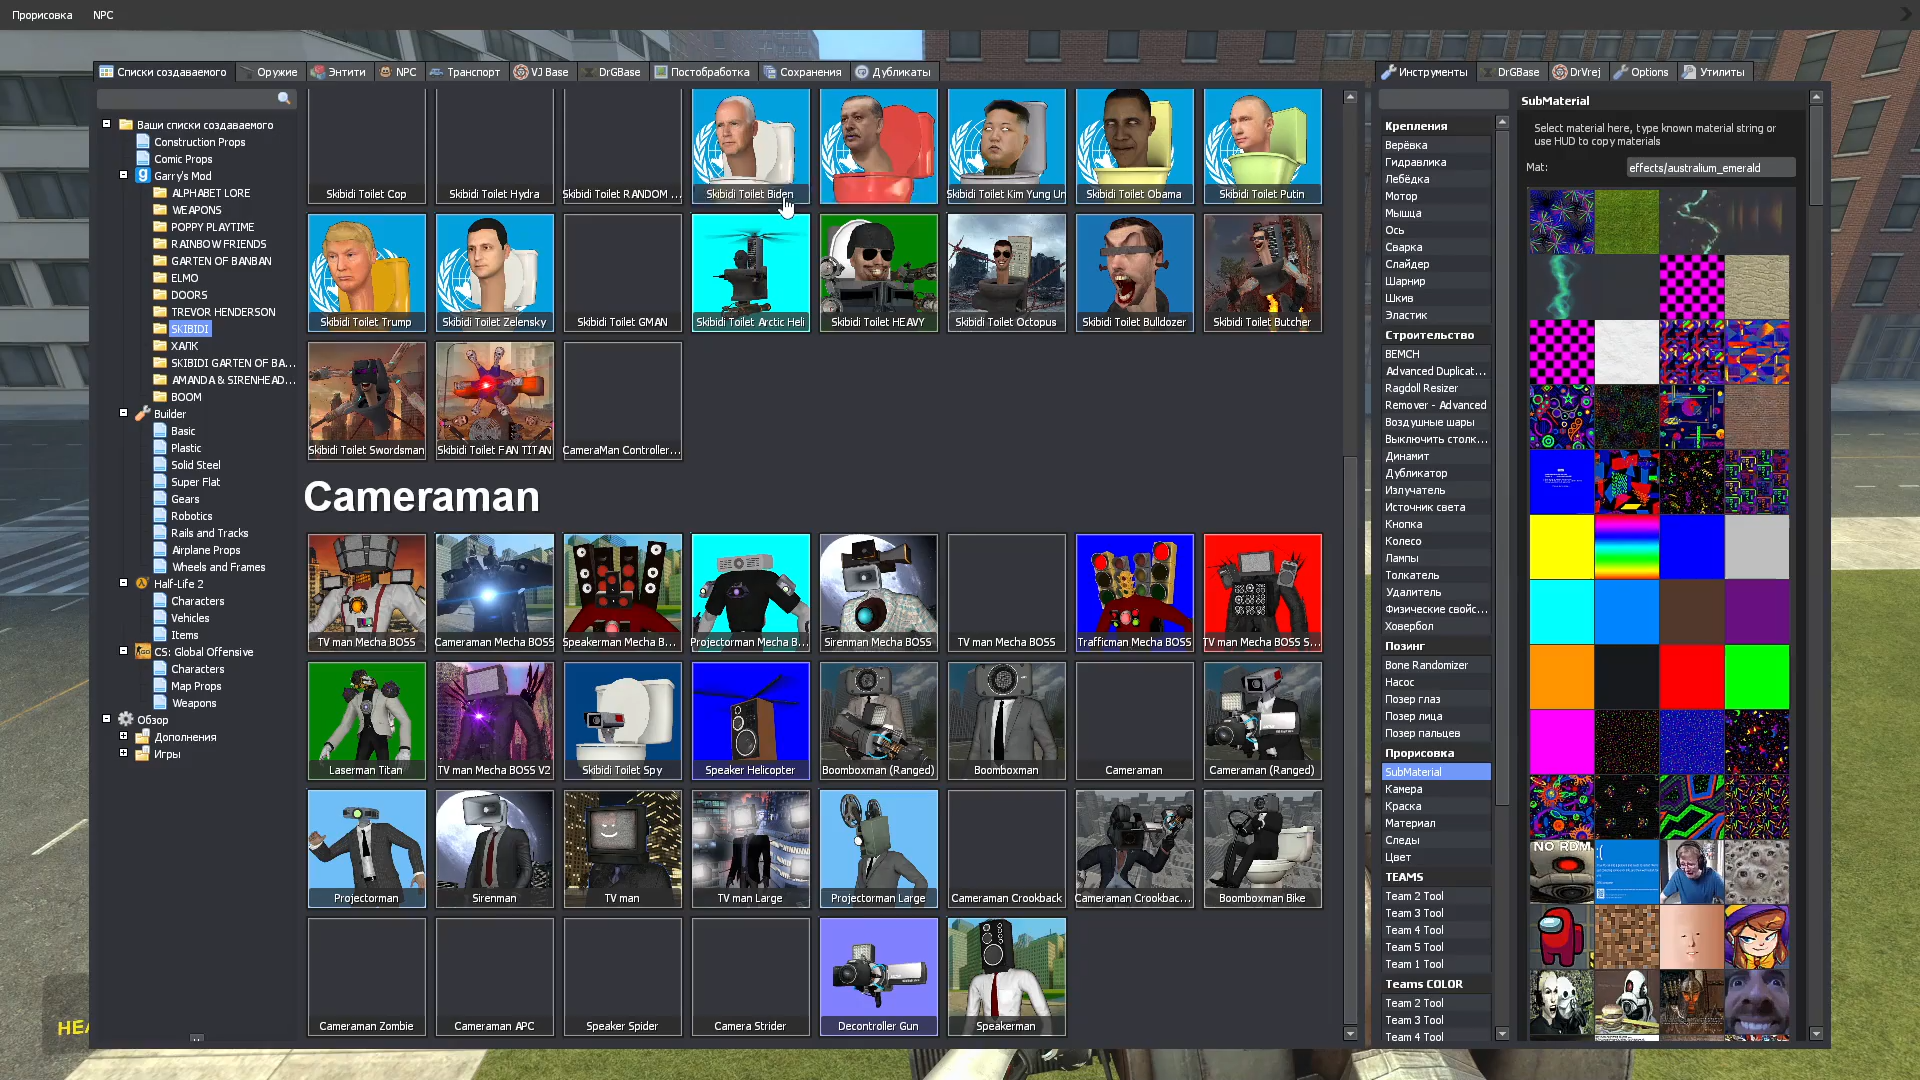 Прорисовка NPC
Списки создаваемого Оружие Энтити NPC Транспорт VJ Base DrGBase Постобработка Сохранения Дубликаты
Ваши списки создаваемого
Construction Props
Comic Props
Garry's Mod
ALPHABET LORE
WEAPONS
POPPY PLAYTIME
RAINBOW FRIENDS
GARTEN OF BANBAN
ELMO
DOORS
TREVOR HENDERSON
SKIBIDI
ХАЛК
SKIBIDI GARTEN OF BA...
AMANDA & SIRENHEAD...
BOOM
Builder
Basic
Plastic
Solid Steel
Super Flat
Gears
Robotics
Rails and Tracks
Airplane Props
Wheels and Frames
Half-Life 2
Characters
Vehicles
Items
CS: Global Offensive
Characters
Map Props
Weapons
Обзор
Дополнения
Игры
Skibidi Toilet Cop Skibidi Toilet Hydra Skibidi Toilet RANDOM ... Skibidi Toilet Biden Skibidi Toilet Kim Yung Un Skibidi Toilet Obama Skibidi Toilet Putin
Skibidi Toilet Trump Skibidi Toilet Zelensky Skibidi Toilet GMAN Skibidi Toilet Arctic Heli Skibidi Toilet HEAVY Skibidi Toilet Octopus Skibidi Toilet Bulldozer Skibidi Toilet Butcher
Skibidi Toilet Swordsman Skibidi Toilet FAN TITAN CameraMan Controller...
Cameraman
TV man Mecha BOSS Cameraman Mecha BOSS Speakerman Mecha B... Projectorman Mecha B... Sirenman Mecha BOSS TV man Mecha BOSS Trafficman Mecha BOSS TV man Mecha BOSS S...
Laserman Titan TV man Mecha BOSS V2 Skibidi Toilet Spy Speaker Helicopter Boomboxman (Ranged) Boomboxman Cameraman Cameraman (Ranged)
Projectorman Sirenman TV man TV man Large Projectorman Large Cameraman Crookback Cameraman Crookbac... Boomboxman Bike
Cameraman Zombie Cameraman APC Speaker Spider Camera Strider Decontroller Gun Speakerman
Инструменты DrGBase DrVrej Options Утилиты
Крепления
Верёвка
Гидравлика
Лебёдка
Мотор
Мышца
Ось
Сварка
Слайдер
Шарнир
Шкив
Эластик
Строительство
BEMCH
Advanced Duplicat...
Ragdoll Resizer
Remover - Advanced
Воздушные шары
Выключить столк...
Динамит
Дубликатор
Излучатель
Источник света
Кнопка
Колесо
Лампы
Толкатель
Удалитель
Физические свойс...
Ховербол
Позинг
Bone Randomizer
Насос
Позер глаз
Позер лица
Позер пальцев
Прорисовка
SubMaterial
Камера
Краска
Материал
Следы
Цвет
TEAMS
Team 2 Tool
Team 3 Tool
Team 4 Tool
Team 5 Tool
Team 1 Tool
Teams COLOR
Team 2 Tool
Team 3 Tool
Team 4 Tool
SubMaterial
Select material here, type known material string or
use HUD to copy materials
Mat: effects/australium_emerald
NO RDM
:(
HEA